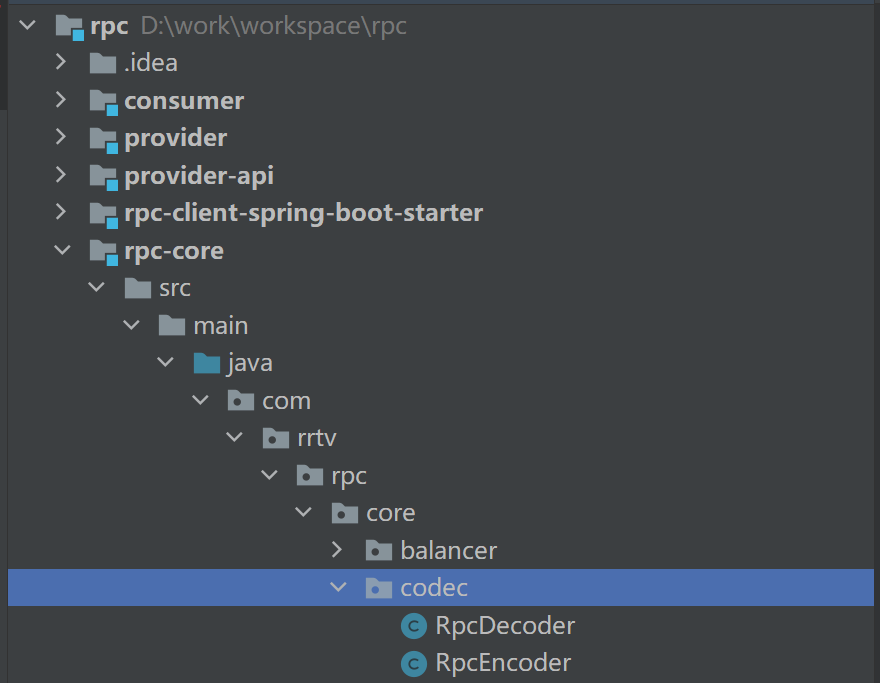 rpc D:\work\workspace\rpc
.idea
consumer
provider
provider-api
rpc-client-spring-boot-starter
rpc-core
src
main
java
com
rrtv
rpc
core
balancer
codec
C RpcDecoder
C RpcEncoder